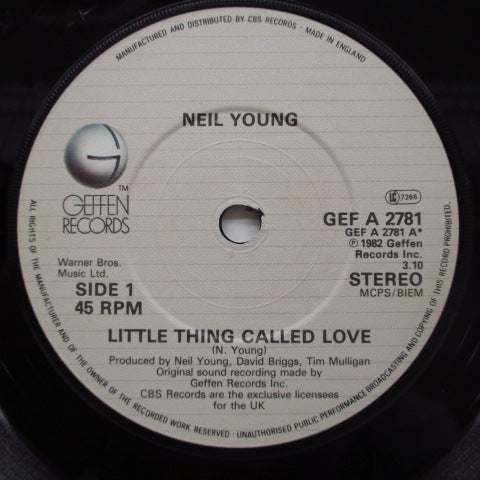 MANUFACTURED AND DISTRIBUTED BY CBS RECORDS · MADE IN ENGLAND
NEIL YOUNG
G
TM
GEFFEN
RECORDS
LC 7266
GEF A 2781
GEF A 2781 A*
℗ 1982 Geffen
Records Inc.
3.10
STEREO
MCPS/BIEM
Warner Bros.
Music Ltd.
SIDE 1
45 RPM
LITTLE THING CALLED LOVE
(N. Young)
Produced by Neil Young, David Briggs, Tim Mulligan
Original sound recording made by
Geffen Records Inc.
CBS Records are the exclusive licensees
for the UK
ALL RIGHTS OF THE MANUFACTURER AND OF THE OWNER OF THE RECORDED WORK RESERVED · UNAUTHORISED PUBLIC PERFORMANCE BROADCASTING AND COPYING OF THIS RECORD PROHIBITED.